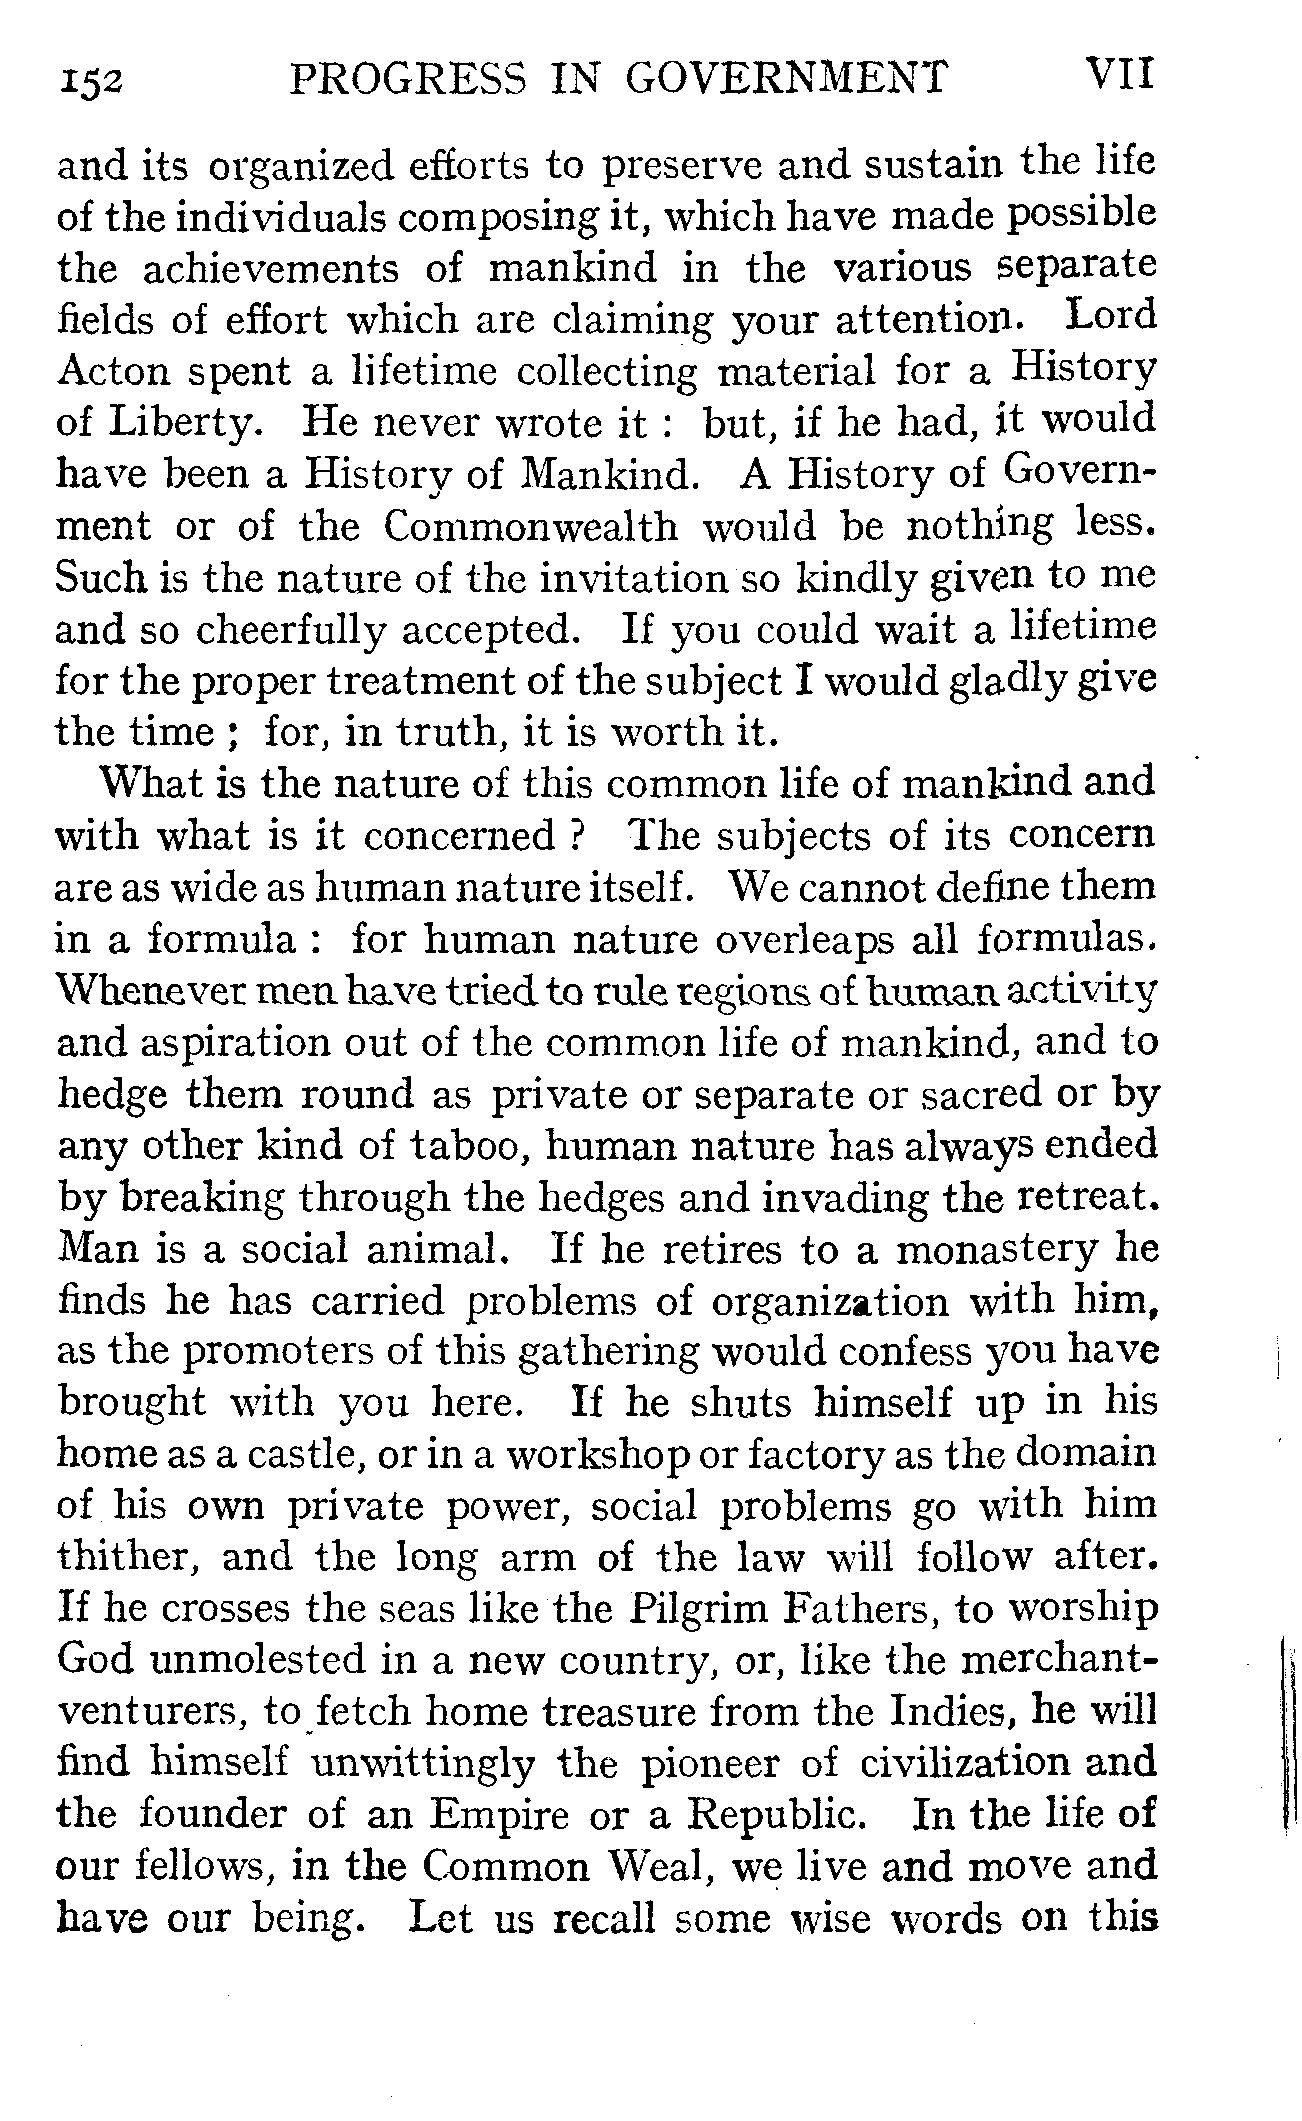 152 PROGRESS IN GOVERNMENT VII
and its organized efforts to preserve and sustain the life
of the individuals composing it, which have made possible
the achievements of mankind in the various separate
fields of effort which are claiming your attention. Lord
Acton spent a lifetime collecting material for a History
of Liberty. He never wrote it : but, if he had, it would
have been a History of Mankind. A History of Govern-
ment or of the Commonwealth would be nothing less.
Such is the nature of the invitation so kindly given to me
and so cheerfully accepted. If you could wait a lifetime
for the proper treatment of the subject I would gladly give
the time ; for, in truth, it is worth it.
What is the nature of this common life of mankind and
with what is it concerned ? The subjects of its concern
are as wide as human nature itself. We cannot define them
in a formula : for human nature overleaps all formulas.
Whenever men have tried to rule regions of human activity
and aspiration out of the common life of mankind, and to
hedge them round as private or separate or sacred or by
any other kind of taboo, human nature has always ended
by breaking through the hedges and invading the retreat.
Man is a social animal. If he retires to a monastery he
finds he has carried problems of organization with him,
as the promoters of this gathering would confess you have
brought with you here. If he shuts himself up in his
home as a castle, or in a workshop or factory as the domain
of his own private power, social problems go with him
thither, and the long arm of the law will follow after.
If he crosses the seas like the Pilgrim Fathers, to worship
God unmolested in a new country, or, like the merchant-
venturers, to fetch home treasure from the Indies, he will
find himself unwittingly the pioneer of civilization and
the founder of an Empire or a Republic. In the life of
our fellows, in the Common Weal, we live and move and
have our being. Let us recall some wise words on this